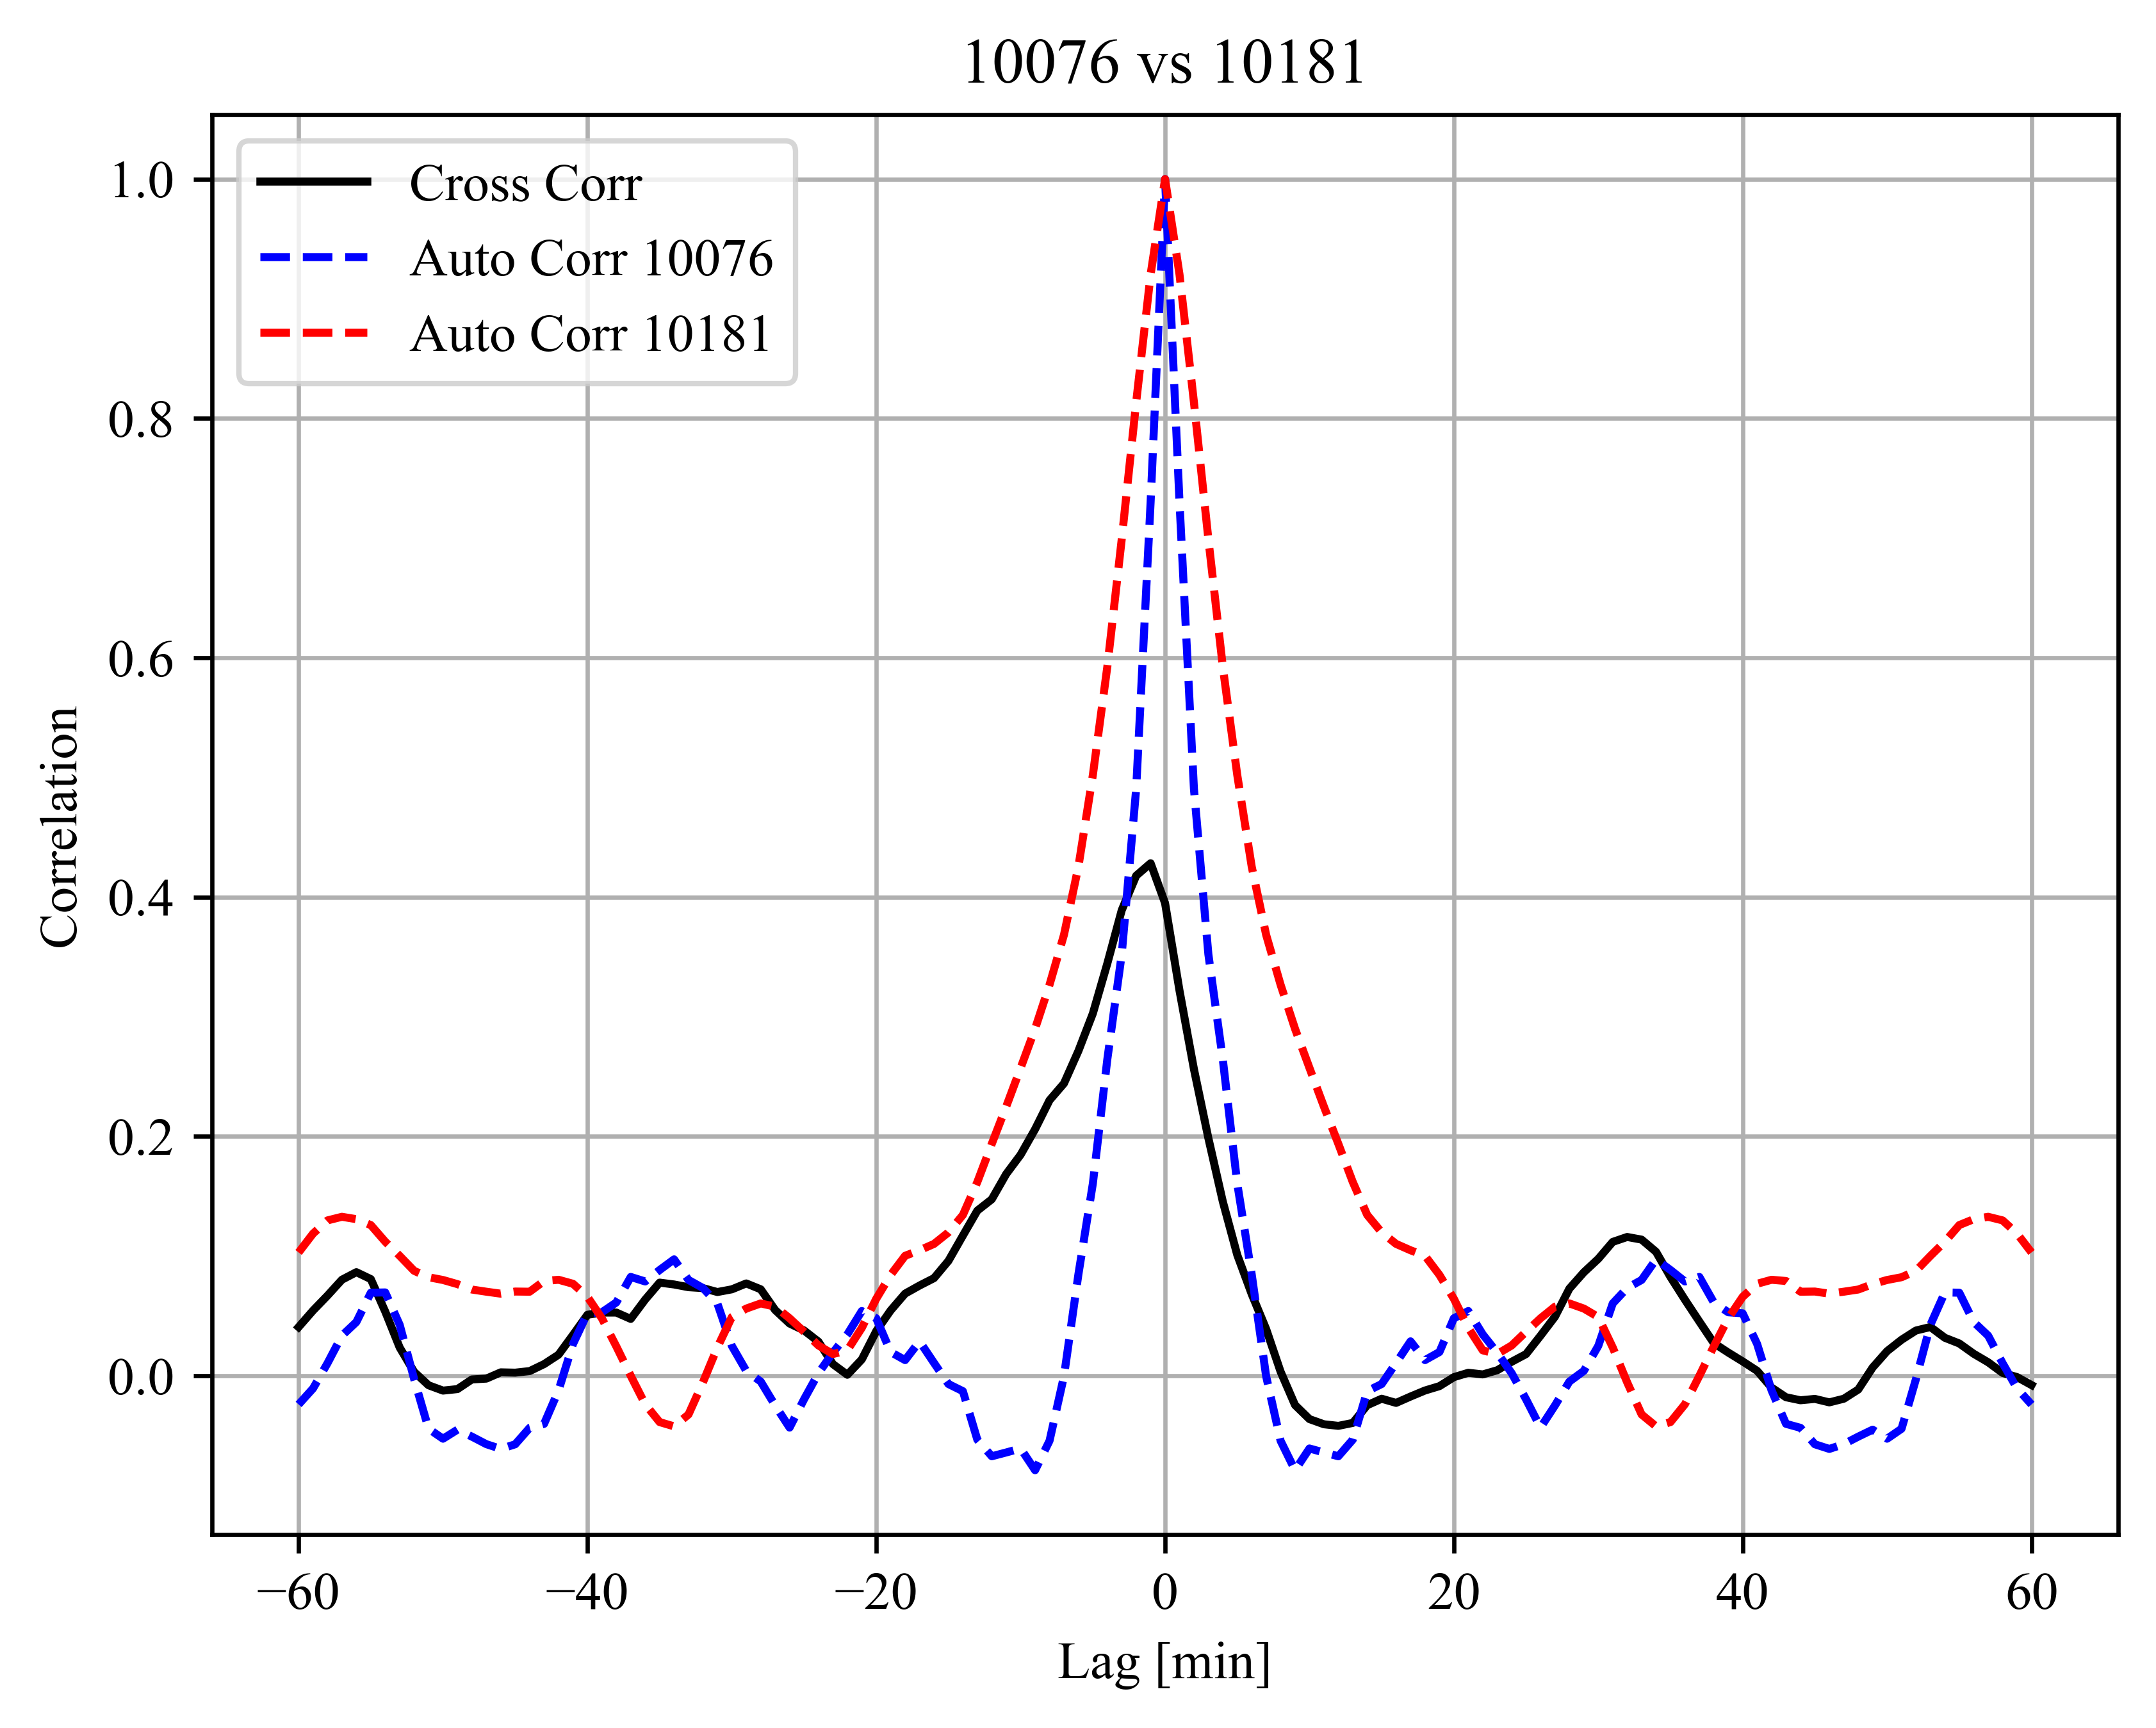 10076 vs 10181
Cross Corr
Auto Corr 10076
Auto Corr 10181
1.0
0.8
0.6
0.4
0.2
0.0
Correlation
−60
−40
−20
0
20
40
60
Lag [min]